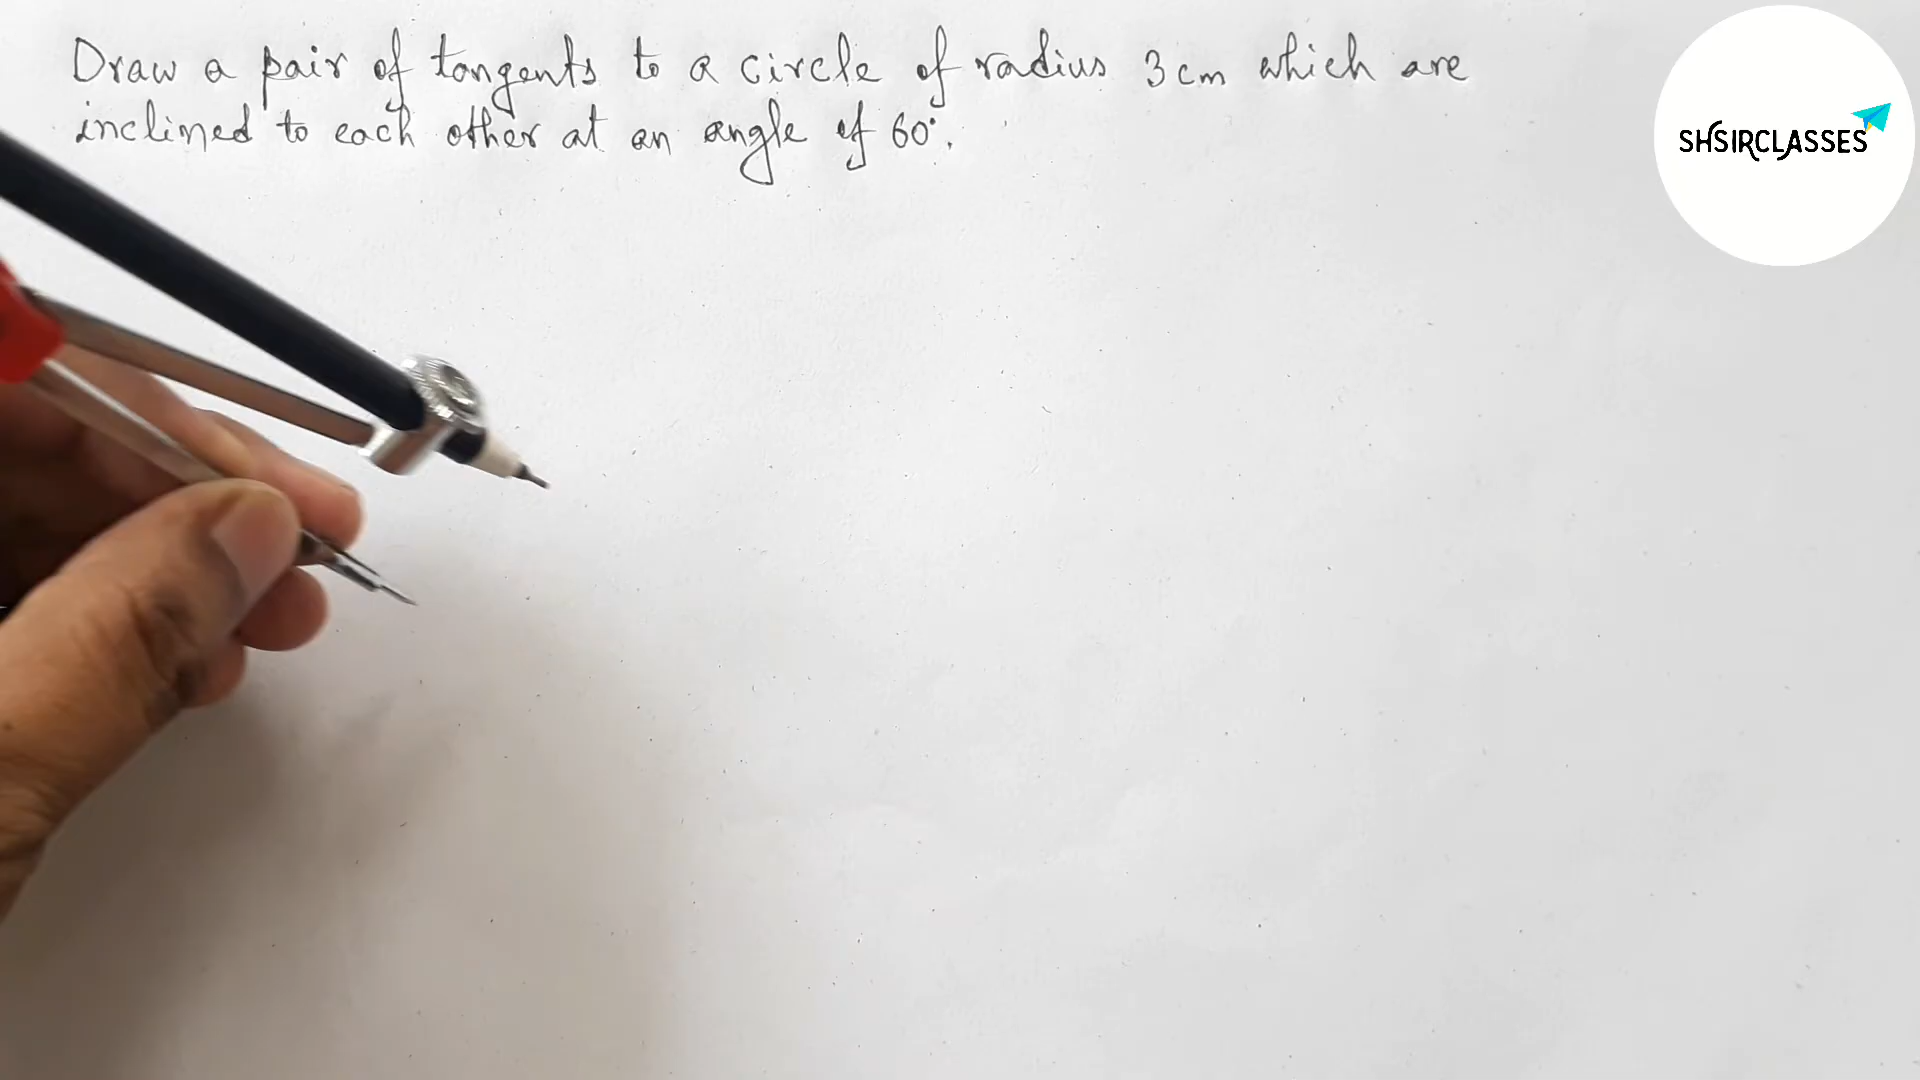 Draw a pair of tangents to a circle of radius 3 cm which are
inclined to each other at an angle of 60°.
SHSIRCLASSES